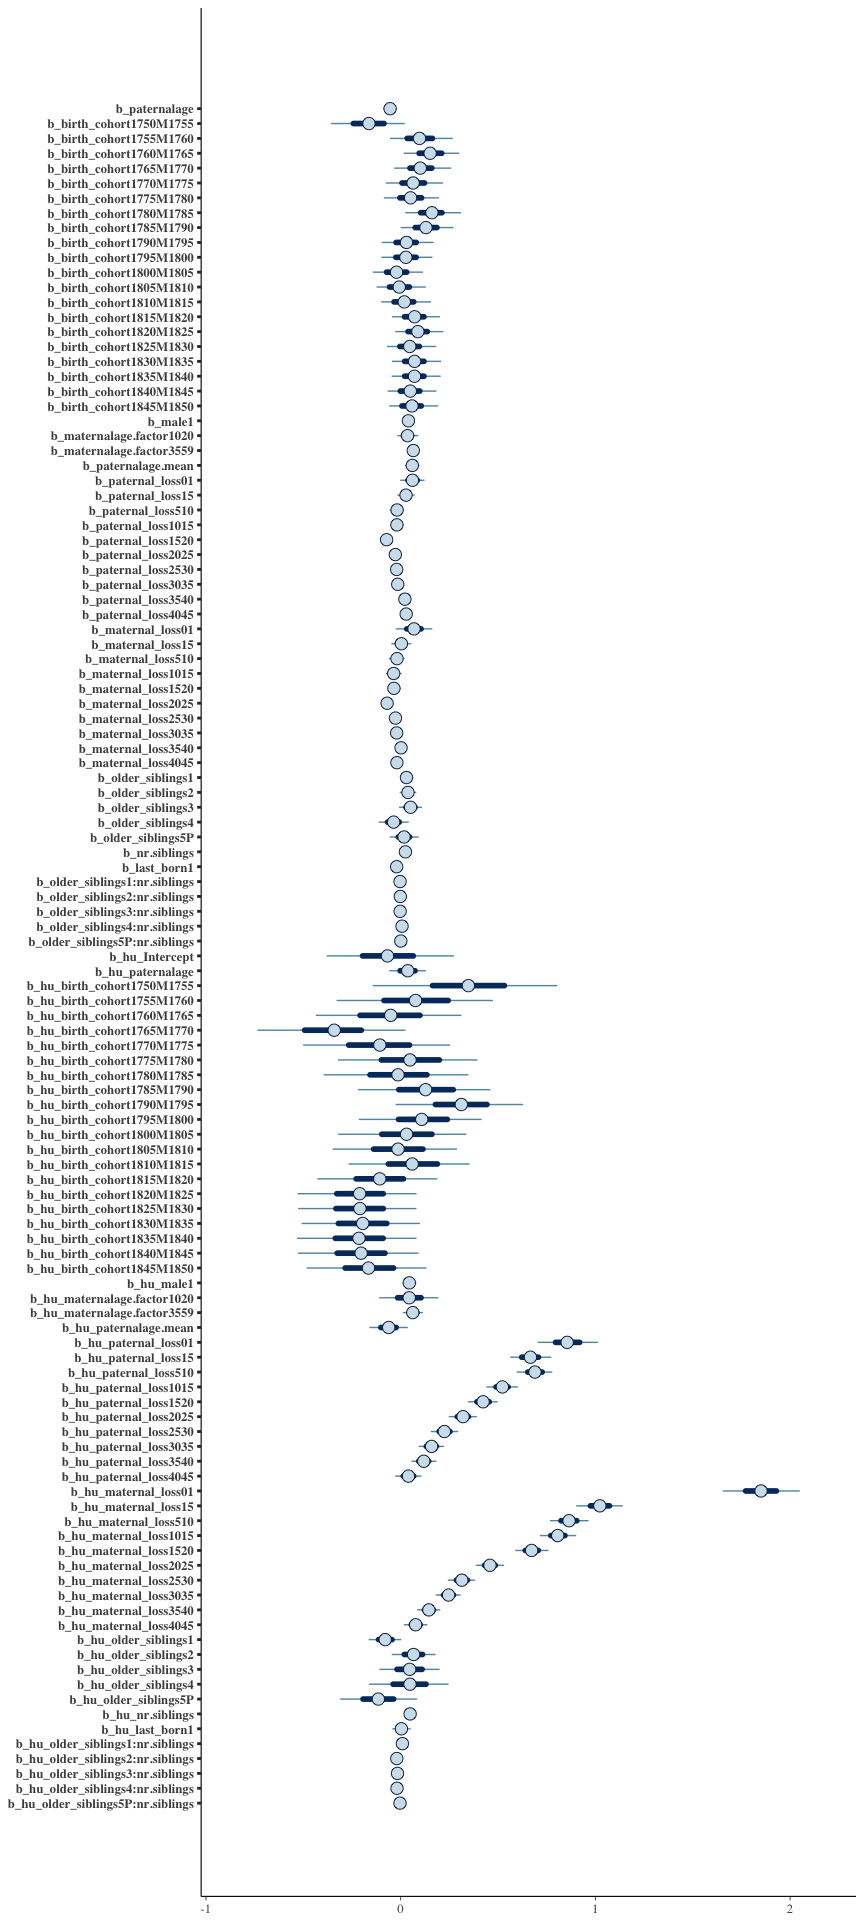 b_paternalage
b_birth_cohort1750M1755
b_birth_cohort1755M1760
b_birth_cohort1760M1765
b_birth_cohort1765M1770
b_birth_cohort1770M1775
b_birth_cohort1775M1780
b_birth_cohort1780M1785
b_birth_cohort1785M1790
b_birth_cohort1790M1795
b_birth_cohort1795M1800
b_birth_cohort1800M1805
b_birth_cohort1805M1810
b_birth_cohort1810M1815
b_birth_cohort1815M1820
b_birth_cohort1820M1825
b_birth_cohort1825M1830
b_birth_cohort1830M1835
b_birth_cohort1835M1840
b_birth_cohort1840M1845
b_birth_cohort1845M1850
b_male1
b_maternalage.factor1020
b_maternalage.factor3559
b_paternalage.mean
b_paternal_loss01
b_paternal_loss15
b_paternal_loss510
b_paternal_loss1015
b_paternal_loss1520
b_paternal_loss2025
b_paternal_loss2530
b_paternal_loss3035
b_paternal_loss3540
b_paternal_loss4045
b_maternal_loss01
b_maternal_loss15
b_maternal_loss510
b_maternal_loss1015
b_maternal_loss1520
b_maternal_loss2025
b_maternal_loss2530
b_maternal_loss3035
b_maternal_loss3540
b_maternal_loss4045
b_older_siblings1
b_older_siblings2
b_older_siblings3
b_older_siblings4
b_older_siblings5P
b_nr.siblings
b_last_born1
b_older_siblings1:nr.siblings
b_older_siblings2:nr.siblings
b_older_siblings3:nr.siblings
b_older_siblings4:nr.siblings
b_older_siblings5P:nr.siblings
b_hu_Intercept
b_hu_paternalage
b_hu_birth_cohort1750M1755
b_hu_birth_cohort1755M1760
b_hu_birth_cohort1760M1765
b_hu_birth_cohort1765M1770
b_hu_birth_cohort1770M1775
b_hu_birth_cohort1775M1780
b_hu_birth_cohort1780M1785
b_hu_birth_cohort1785M1790
b_hu_birth_cohort1790M1795
b_hu_birth_cohort1795M1800
b_hu_birth_cohort1800M1805
b_hu_birth_cohort1805M1810
b_hu_birth_cohort1810M1815
b_hu_birth_cohort1815M1820
b_hu_birth_cohort1820M1825
b_hu_birth_cohort1825M1830
b_hu_birth_cohort1830M1835
b_hu_birth_cohort1835M1840
b_hu_birth_cohort1840M1845
b_hu_birth_cohort1845M1850
b_hu_male1
b_hu_maternalage.factor1020
b_hu_maternalage.factor3559
b_hu_paternalage.mean
b_hu_paternal_loss01
b_hu_paternal_loss15
b_hu_paternal_loss510
b_hu_paternal_loss1015
b_hu_paternal_loss1520
b_hu_paternal_loss2025
b_hu_paternal_loss2530
b_hu_paternal_loss3035
b_hu_paternal_loss3540
b_hu_paternal_loss4045
b_hu_maternal_loss01
b_hu_maternal_loss15
b_hu_maternal_loss510
b_hu_maternal_loss1015
b_hu_maternal_loss1520
b_hu_maternal_loss2025
b_hu_maternal_loss2530
b_hu_maternal_loss3035
b_hu_maternal_loss3540
b_hu_maternal_loss4045
b_hu_older_siblings1
b_hu_older_siblings2
b_hu_older_siblings3
b_hu_older_siblings4
b_hu_older_siblings5P
b_hu_nr.siblings
b_hu_last_born1
b_hu_older_siblings1:nr.siblings
b_hu_older_siblings2:nr.siblings
b_hu_older_siblings3:nr.siblings
b_hu_older_siblings4:nr.siblings
b_hu_older_siblings5P:nr.siblings
-1 0 1 2